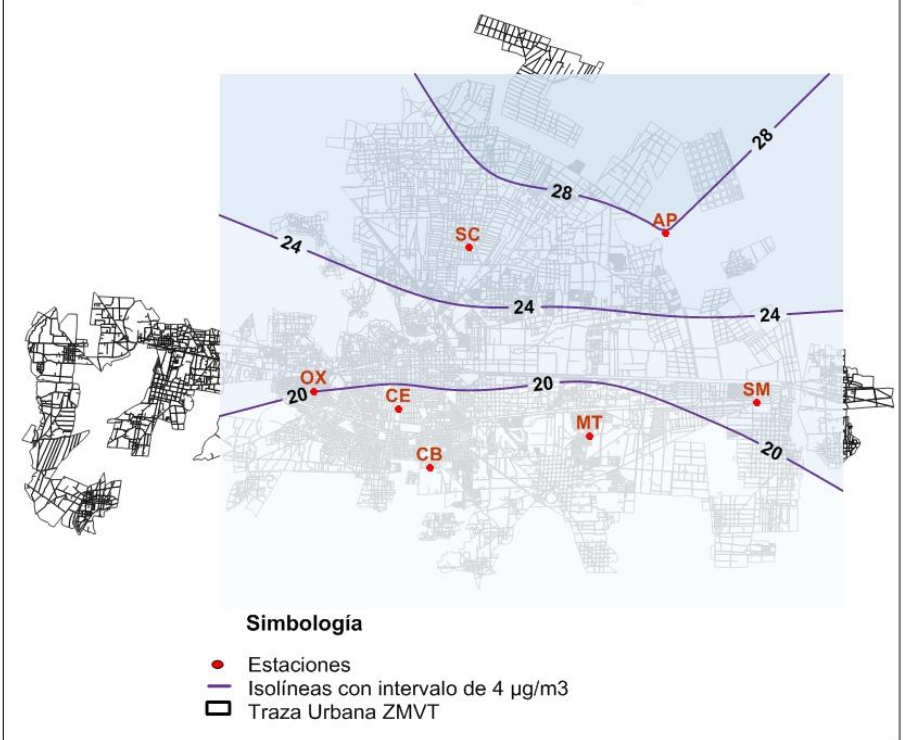 28
28
AP
SC
24
24
24
OX
20
20
CE
SM
MT
20
CB
Simbología
Estaciones
Isolíneas con intervalo de 4 µg/m3
Traza Urbana ZMVT